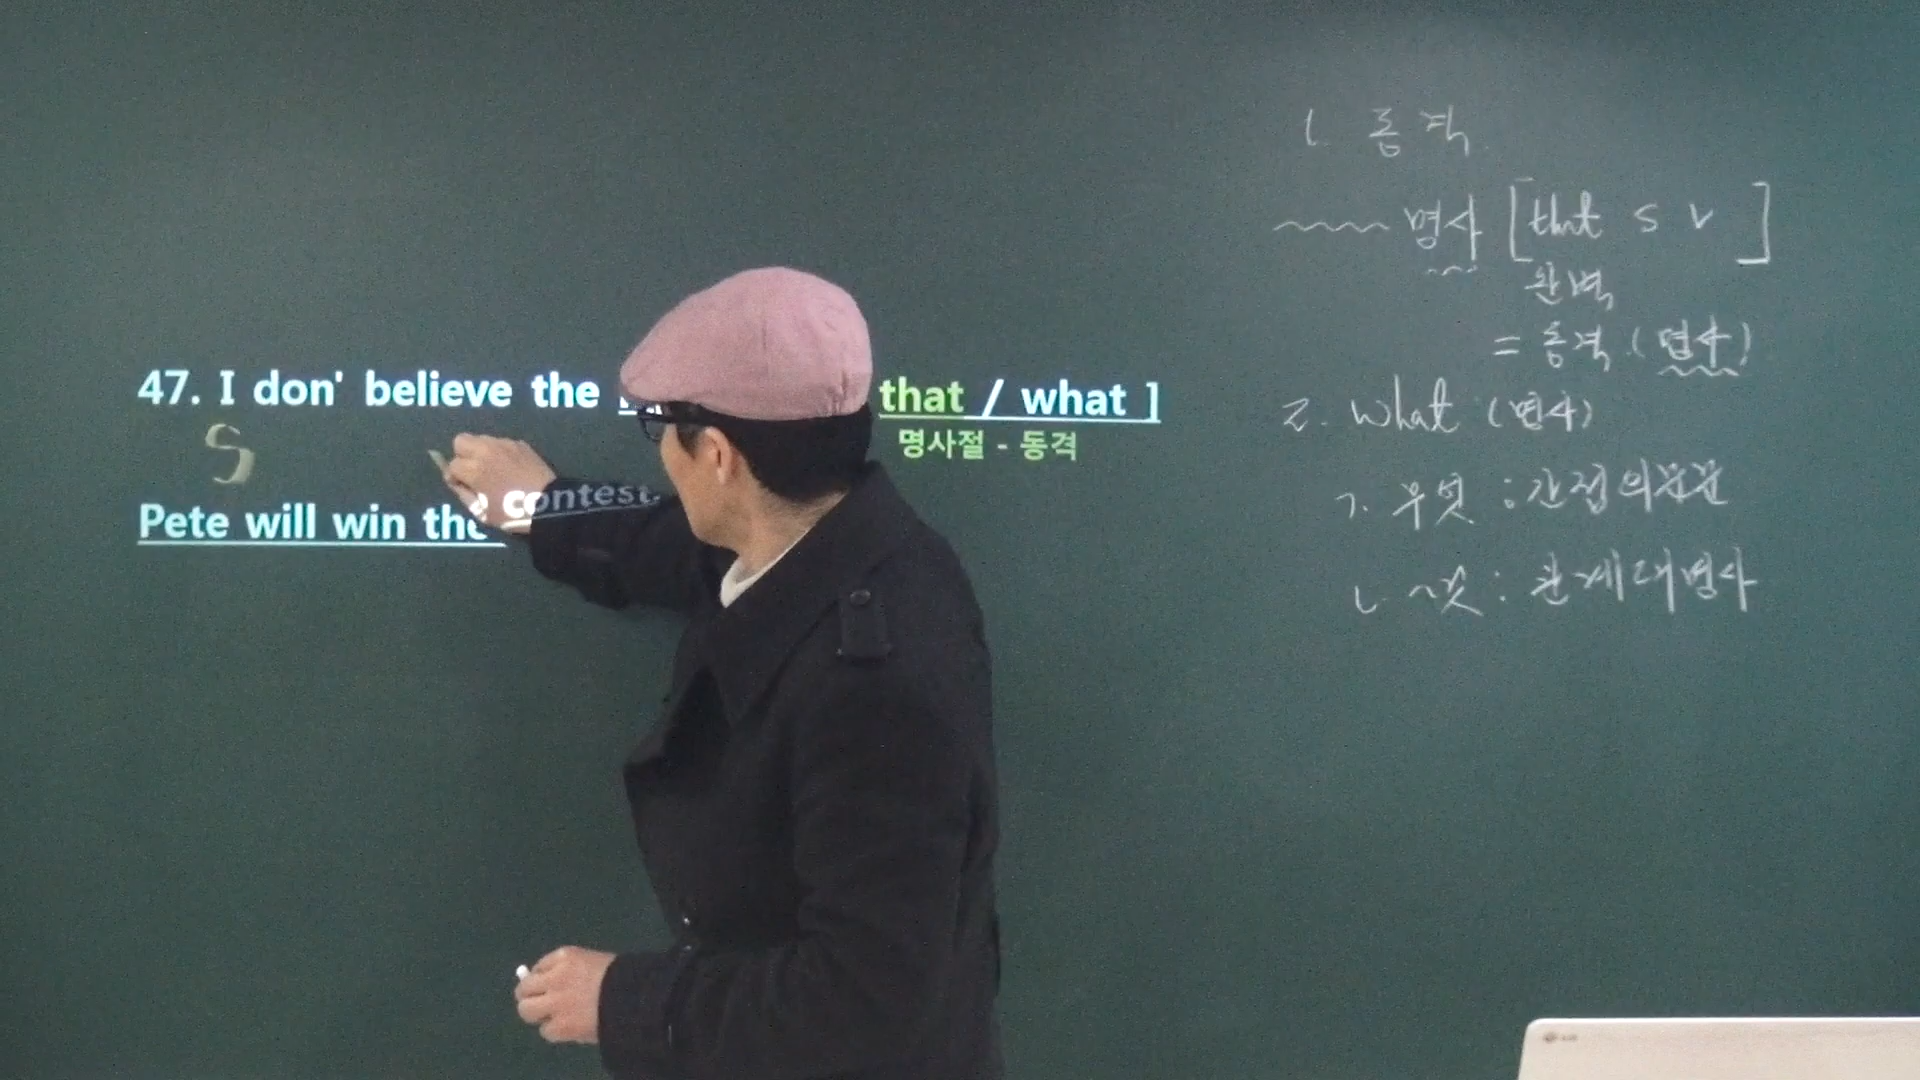 47. I don' believe the that / what ]
명사절 - 동격
S
Pete will win the contest.
1. 동격
명사 [that S V ]
완벽
= 동격 (명사)
2. What (명사)
ㄱ. 무엇 : 간접의문문
ㄴ. ~것 : 관계대명사
LG